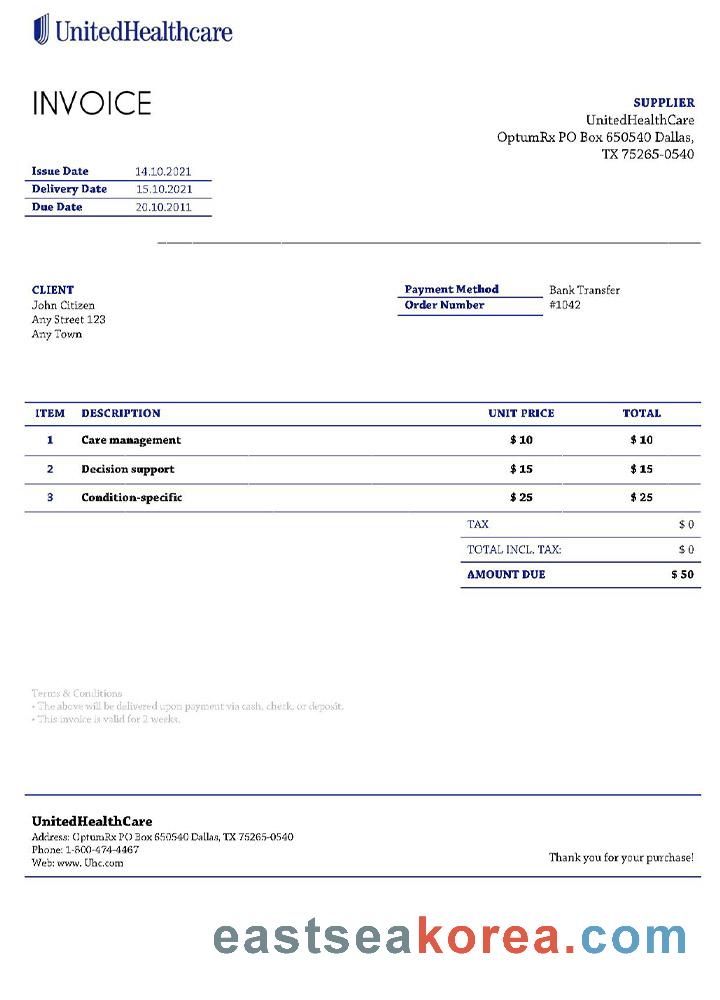 UnitedHealthcare
INVOICE
SUPPLIER
UnitedHealthCare
OptumRx PO Box 650540 Dallas,
TX 75265-0540
Issue Date 14.10.2021
Delivery Date 15.10.2021
Due Date 20.10.2011
CLIENT
John Citizen
Any Street 123
Any Town
Payment Method Bank Transfer
Order Number #1042
ITEM DESCRIPTION UNIT PRICE TOTAL
1 Care management $ 10 $ 10
2 Decision support $ 15 $ 15
3 Condition-specific $ 25 $ 25
TAX $ 0
TOTAL INCL. TAX: $ 0
AMOUNT DUE $ 50
Terms & Conditions
• The above will be delivered upon payment via cash, check, or deposit.
• This invoice is valid for 2 weeks.
UnitedHealthCare
Address: OptumRx PO Box 650540 Dallas, TX 75265-0540
Phone: 1-800-474-4467
Web: www. Uhc.com
Thank you for your purchase!
eastseakorea.com